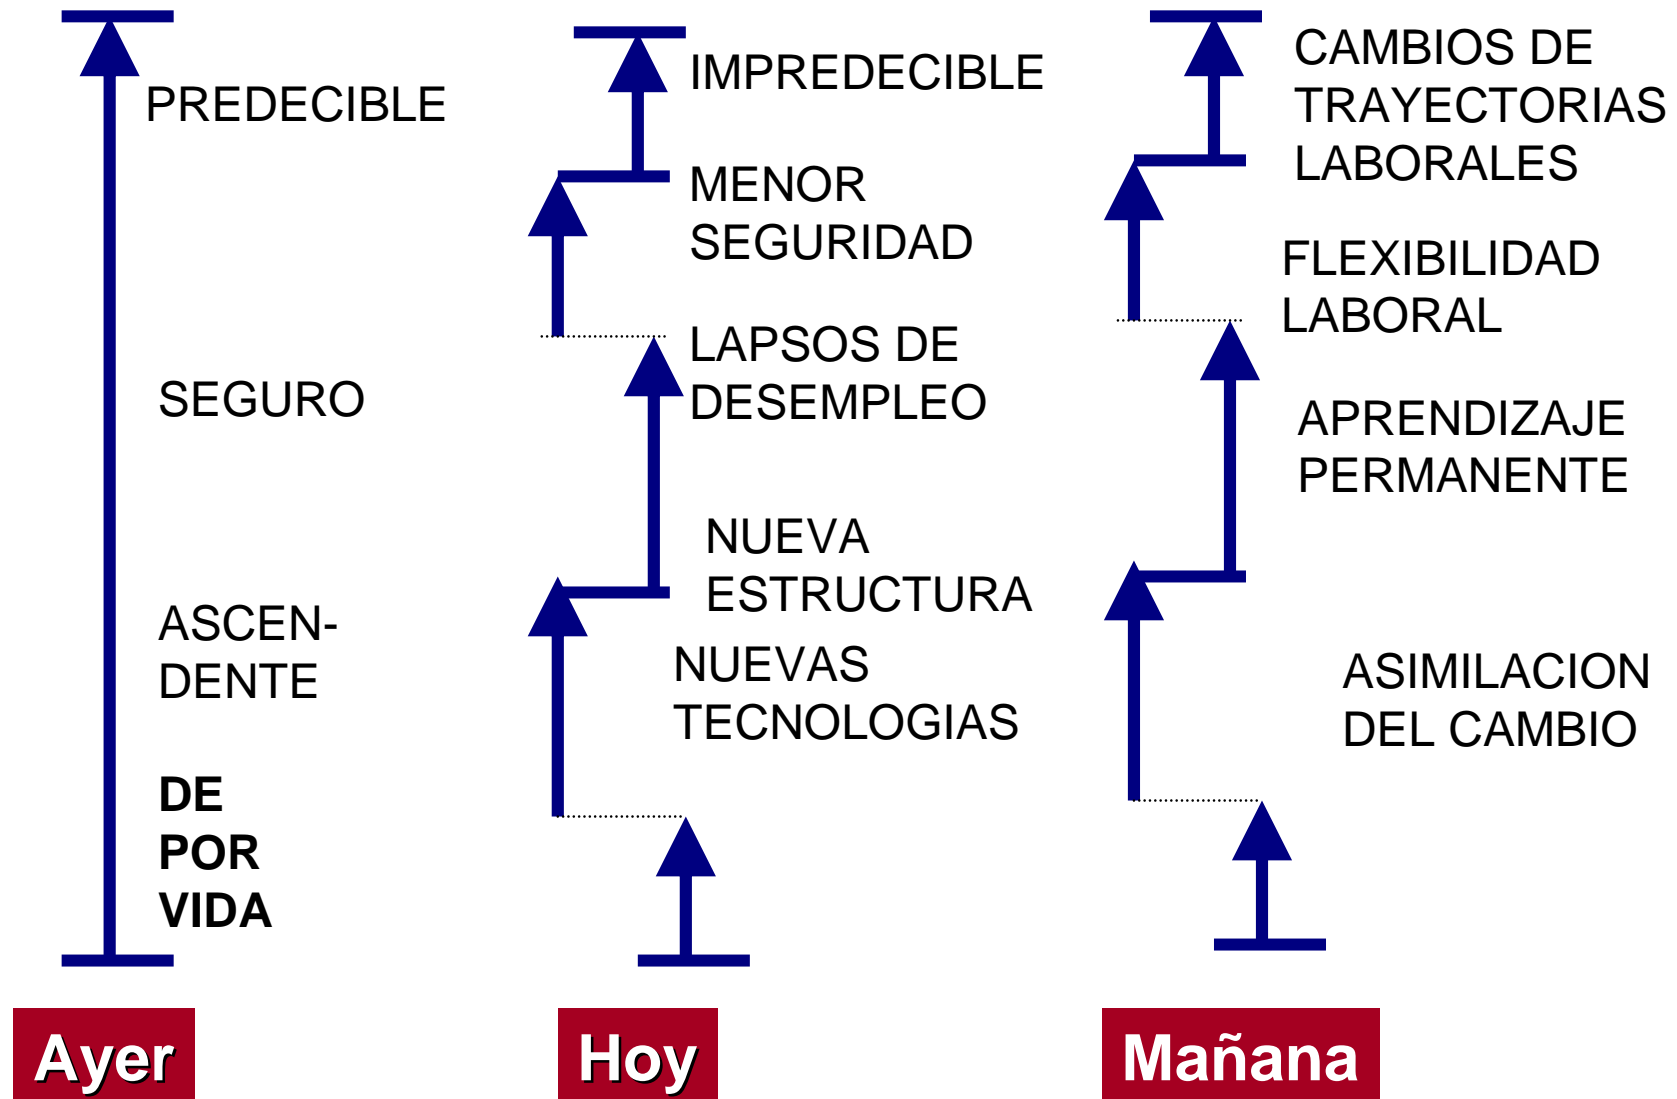 PREDECIBLE
SEGURO
ASCEN-
DENTE
DE
POR
VIDA
Ayer
IMPREDECIBLE
MENOR
SEGURIDAD
LAPSOS DE
DESEMPLEO
NUEVA
ESTRUCTURA
NUEVAS
TECNOLOGIAS
Hoy
CAMBIOS DE
TRAYECTORIAS
LABORALES
FLEXIBILIDAD
LABORAL
APRENDIZAJE
PERMANENTE
ASIMILACION
DEL CAMBIO
Mañana